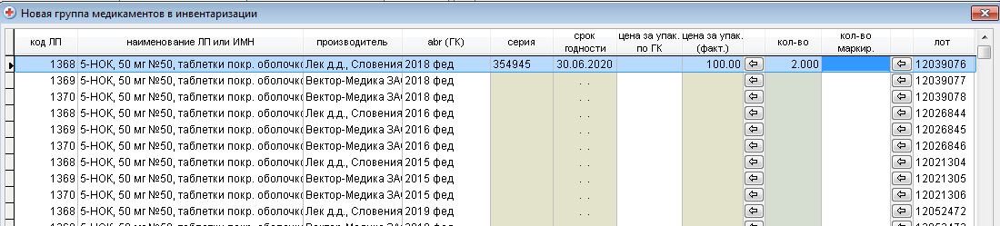 Новая группа медикаментов в инвентаризации
код ЛП наименование ЛП или ИМН производитель abr (ГК) серия срок годности цена за упак. по ГК цена за упак. (факт.) кол-во кол-во маркир. лот
1368 5-НОК, 50 мг №50, таблетки покр. оболочко Лек д.д., Словения 2018 фед 354945 30.06.2020 100.00 2.000 12039076
1369 5-НОК, 50 мг №50, таблетки покр. оболочко Вектор-Медика ЗАО 2018 фед . . 12039077
1370 5-НОК, 50 мг №50, таблетки покр. оболочко Вектор-Медика ЗАО 2018 фед . . 12039078
1368 5-НОК, 50 мг №50, таблетки покр. оболочко Лек д.д., Словения 2016 фед . . 12026844
1369 5-НОК, 50 мг №50, таблетки покр. оболочко Вектор-Медика ЗАО 2016 фед . . 12026845
1370 5-НОК, 50 мг №50, таблетки покр. оболочко Вектор-Медика ЗАО 2016 фед . . 12026846
1368 5-НОК, 50 мг №50, таблетки покр. оболочко Лек д.д., Словения 2015 фед . . 12021304
1369 5-НОК, 50 мг №50, таблетки покр. оболочко Вектор-Медика ЗАО 2015 фед . . 12021305
1370 5-НОК, 50 мг №50, таблетки покр. оболочко Вектор-Медика ЗАО 2015 фед . . 12021306
1368 5-НОК, 50 мг №50, таблетки покр. оболочко Лек д.д., Словения 2019 фед . . 12052472